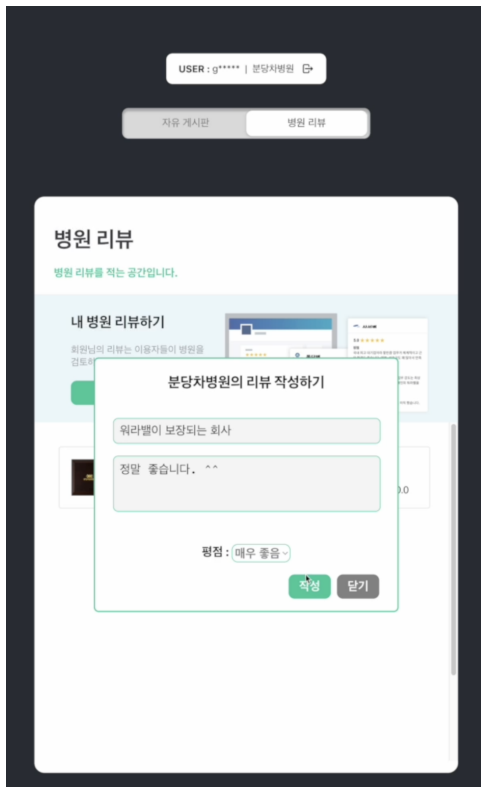 USER : g***** | 분당차병원
자유 게시판
병원 리뷰
병원 리뷰
병원 리뷰를 적는 공간입니다.
내 병원 리뷰하기
회원님의 리뷰는 이용자들이 병원을
분당차병원의 리뷰 작성하기
워라밸이 보장되는 회사
정말 좋습니다. ^^
평점 : 매우 좋음
작성 닫기